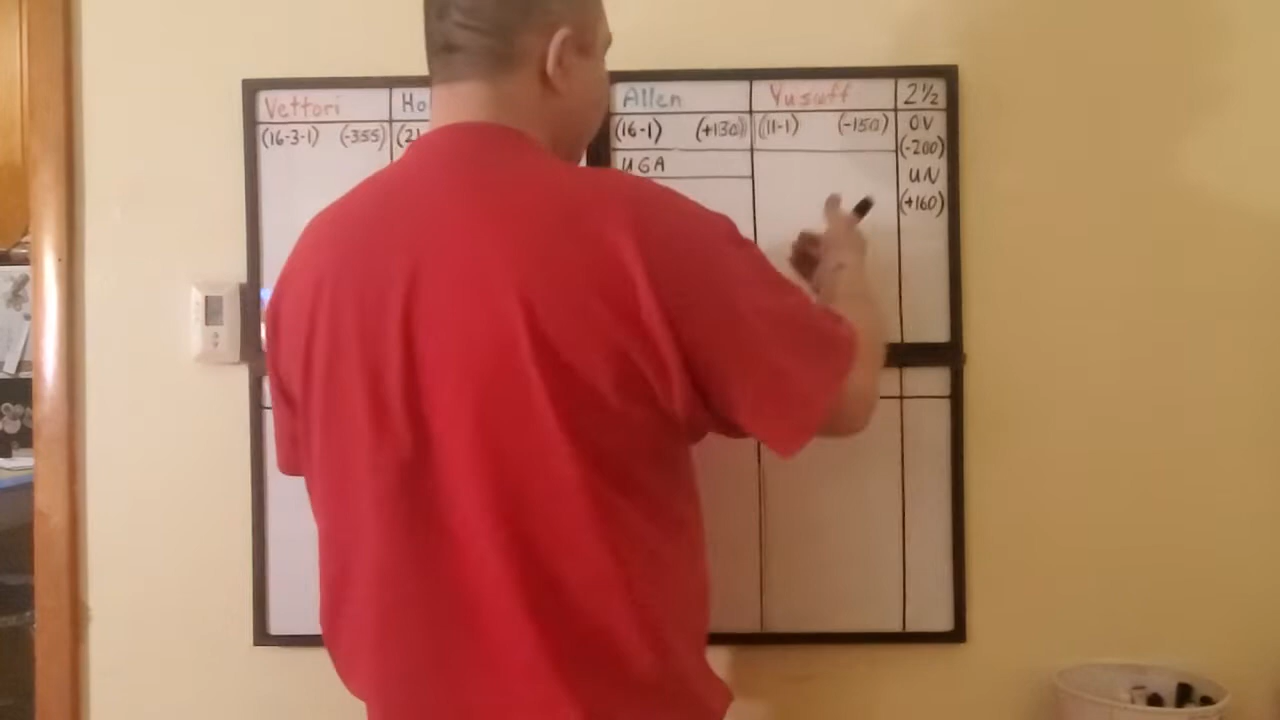 Vettori
(16-3-1) (-355)
Allen Yusuff 2½
(16-1) (+130) (11-1) (-150) OV
(-200)
UGA
UN
(+160)